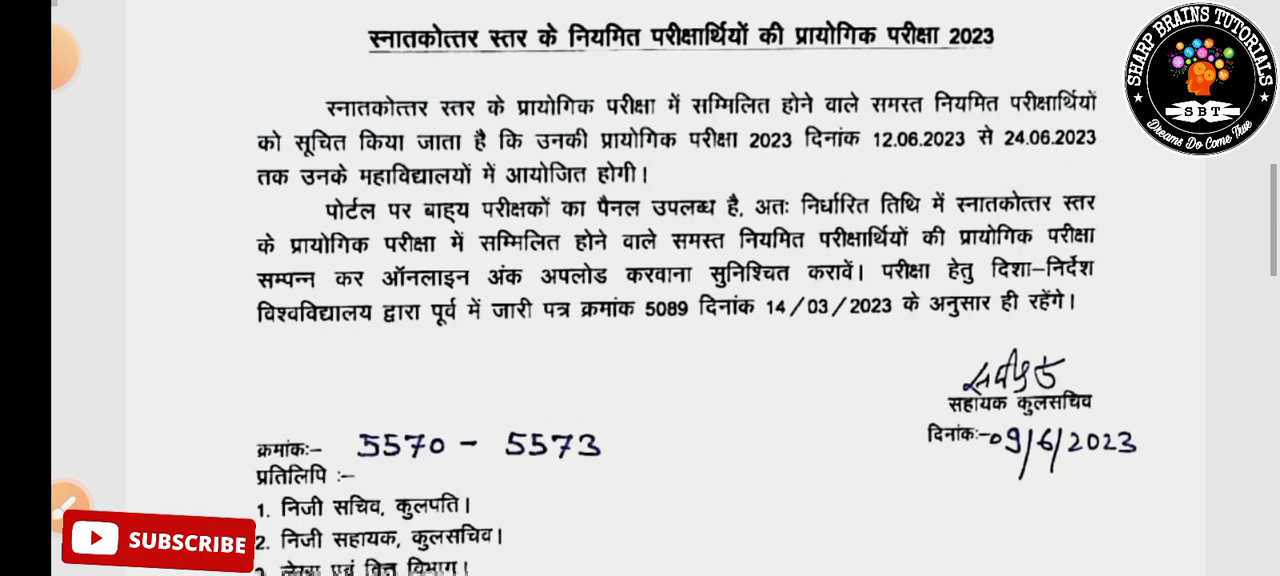 स्नातकोत्तर स्तर के नियमित परीक्षार्थियों की प्रायोगिक परीक्षा 2023
स्नातकोत्तर स्तर के प्रायोगिक परीक्षा में सम्मिलित होने वाले समस्त नियमित परीक्षार्थियों
को सूचित किया जाता है कि उनकी प्रायोगिक परीक्षा 2023 दिनांक 12.06.2023 से 24.06.2023
तक उनके महाविद्यालयों में आयोजित होगी।
पोर्टल पर बाह्य परीक्षकों का पैनल उपलब्ध है, अतः निर्धारित तिथि में स्नातकोत्तर स्तर
के प्रायोगिक परीक्षा में सम्मिलित होने वाले समस्त नियमित परीक्षार्थियों की प्रायोगिक परीक्षा
सम्पन्न कर ऑनलाइन अंक अपलोड करवाना सुनिश्चित करावें। परीक्षा हेतु दिशा–निर्देश
विश्वविद्यालय द्वारा पूर्व में जारी पत्र क्रमांक 5089 दिनांक 14/03/2023 के अनुसार ही रहेंगे।
सहायक कुलसचिव
दिनांकः–09/6/2023
क्रमांकः– 5570 – 5573
प्रतिलिपि :–
1. निजी सचिव, कुलपति।
2. निजी सहायक, कुलसचिव।
लेखा एवं वित्त विभाग।
SHARP BRAINS TUTORIALS
SBT
Dreams Do Come True
SUBSCRIBE